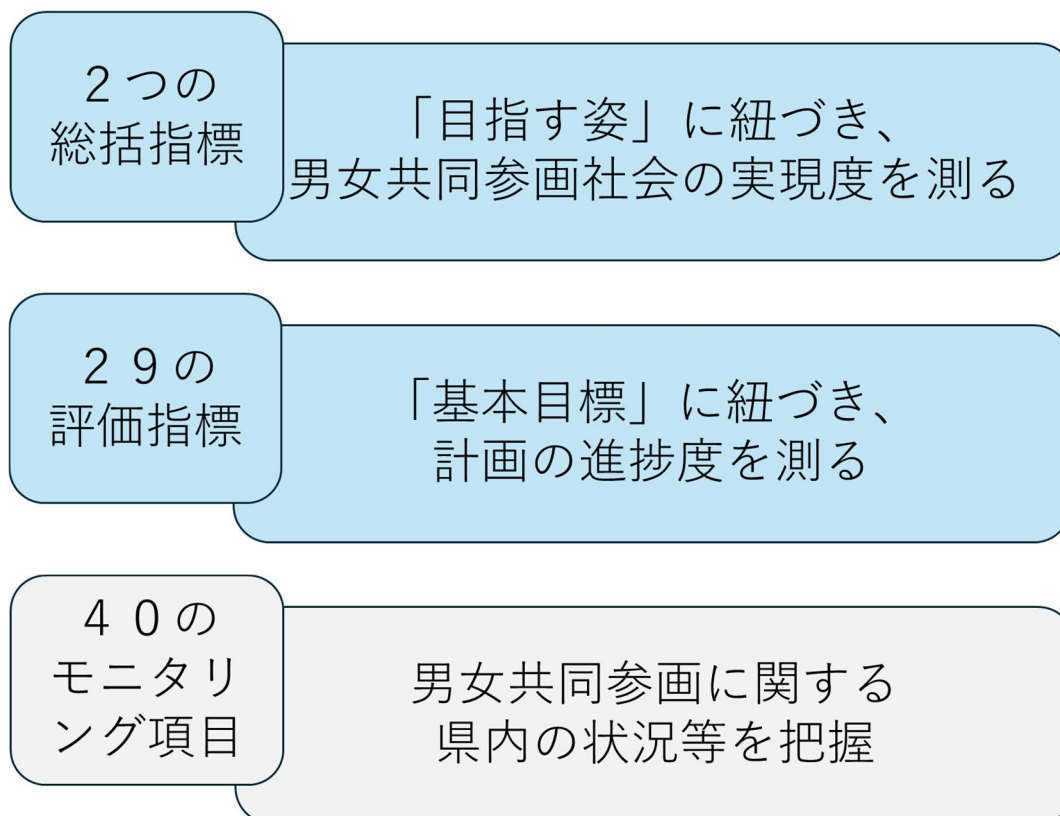 ２つの
総括指標
「目指す姿」に紐づき、
男女共同参画社会の実現度を測る
２９の
評価指標
「基本目標」に紐づき、
計画の進捗度を測る
４０の
モニタリ
ング項目
男女共同参画に関する
県内の状況等を把握